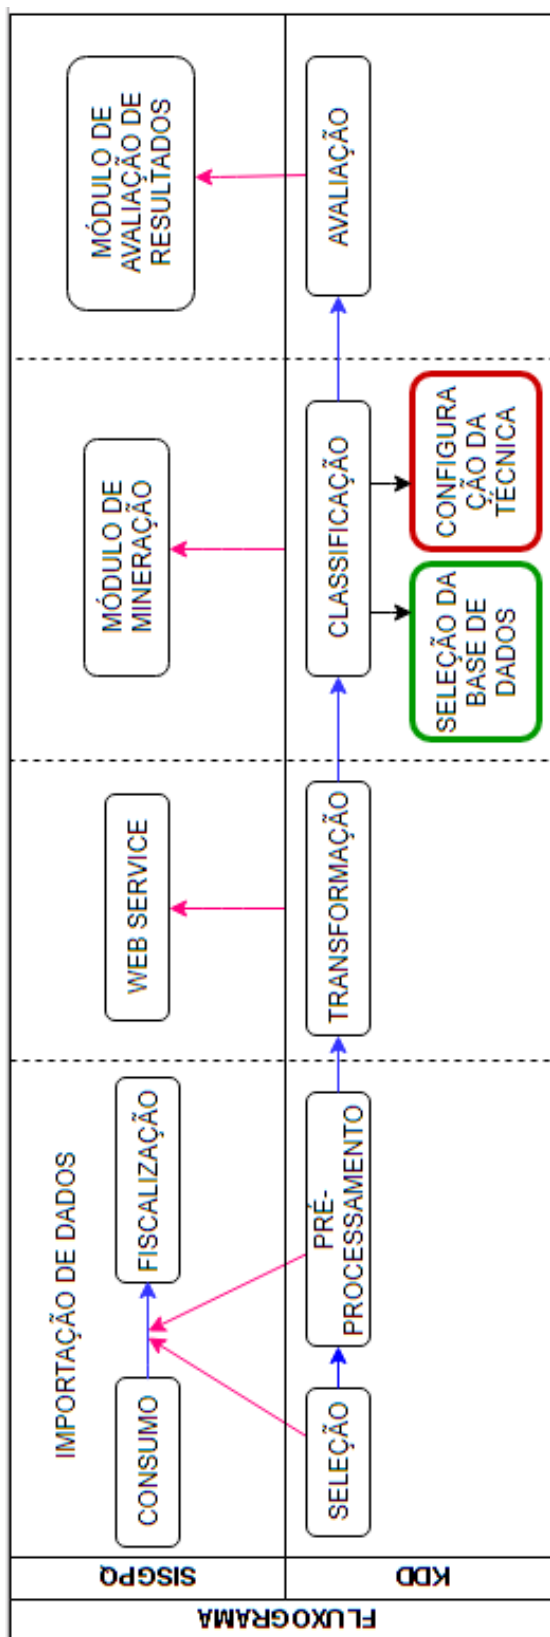 FLUXOGRAMA
SISGPQ
IMPORTAÇÃO DE DADOS
CONSUMO
FISCALIZAÇÃO
WEB SERVICE
MÓDULO DE
MINERAÇÃO
MÓDULO DE
AVALIAÇÃO DE
RESULTADOS
KDD
SELEÇÃO
PRÉ-
PROCESSAMENTO
TRANSFORMAÇÃO
CLASSIFICAÇÃO
AVALIAÇÃO
SELEÇÃO DA
BASE DE
DADOS
CONFIGURA
ÇÃO DA
TÉCNICA